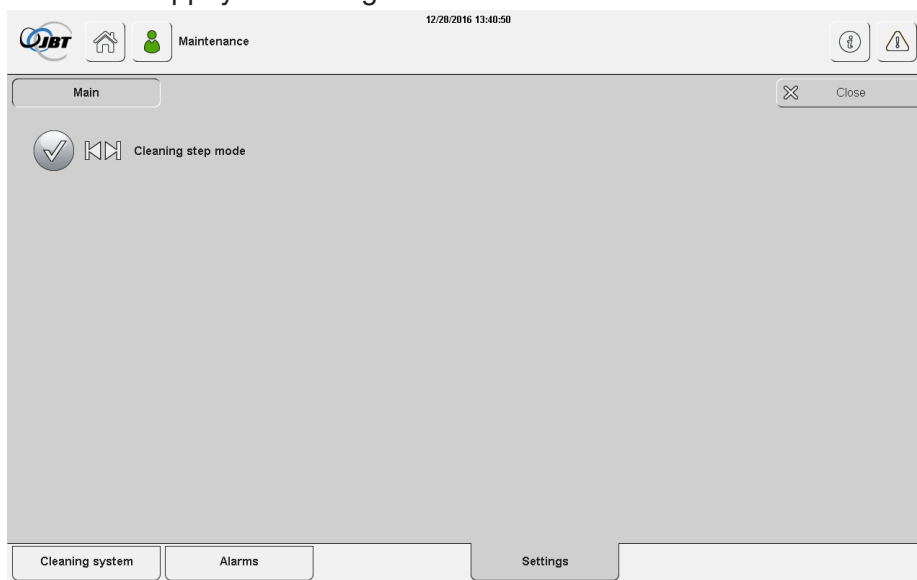 12/28/2016 13:40:50
JBT
Maintenance
Main
Close
Cleaning step mode
Cleaning system
Alarms
Settings